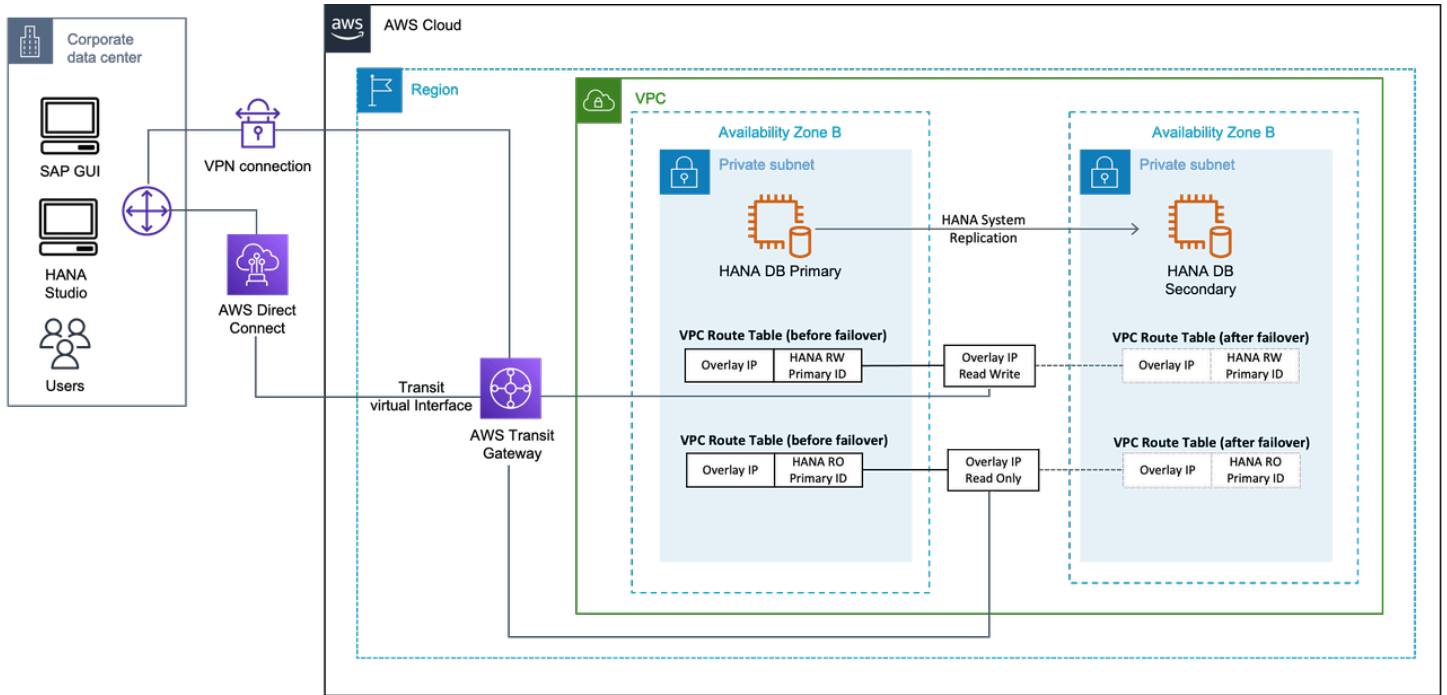 Corporate
data center
SAP GUI
HANA
Studio
Users
VPN connection
AWS Direct
Connect
aws
AWS Cloud
Region
Transit
virtual Interface
AWS Transit
Gateway
VPC
Availability Zone B
Private subnet
HANA DB Primary
HANA System
Replication
Availability Zone B
Private subnet
HANA DB
Secondary
VPC Route Table (before failover)
Overlay IP
HANA RW
Primary ID
Overlay IP
Read Write
VPC Route Table (after failover)
Overlay IP
HANA RW
Primary ID
VPC Route Table (before failover)
Overlay IP
HANA RO
Primary ID
Overlay IP
Read Only
VPC Route Table (after failover)
Overlay IP
HANA RO
Primary ID